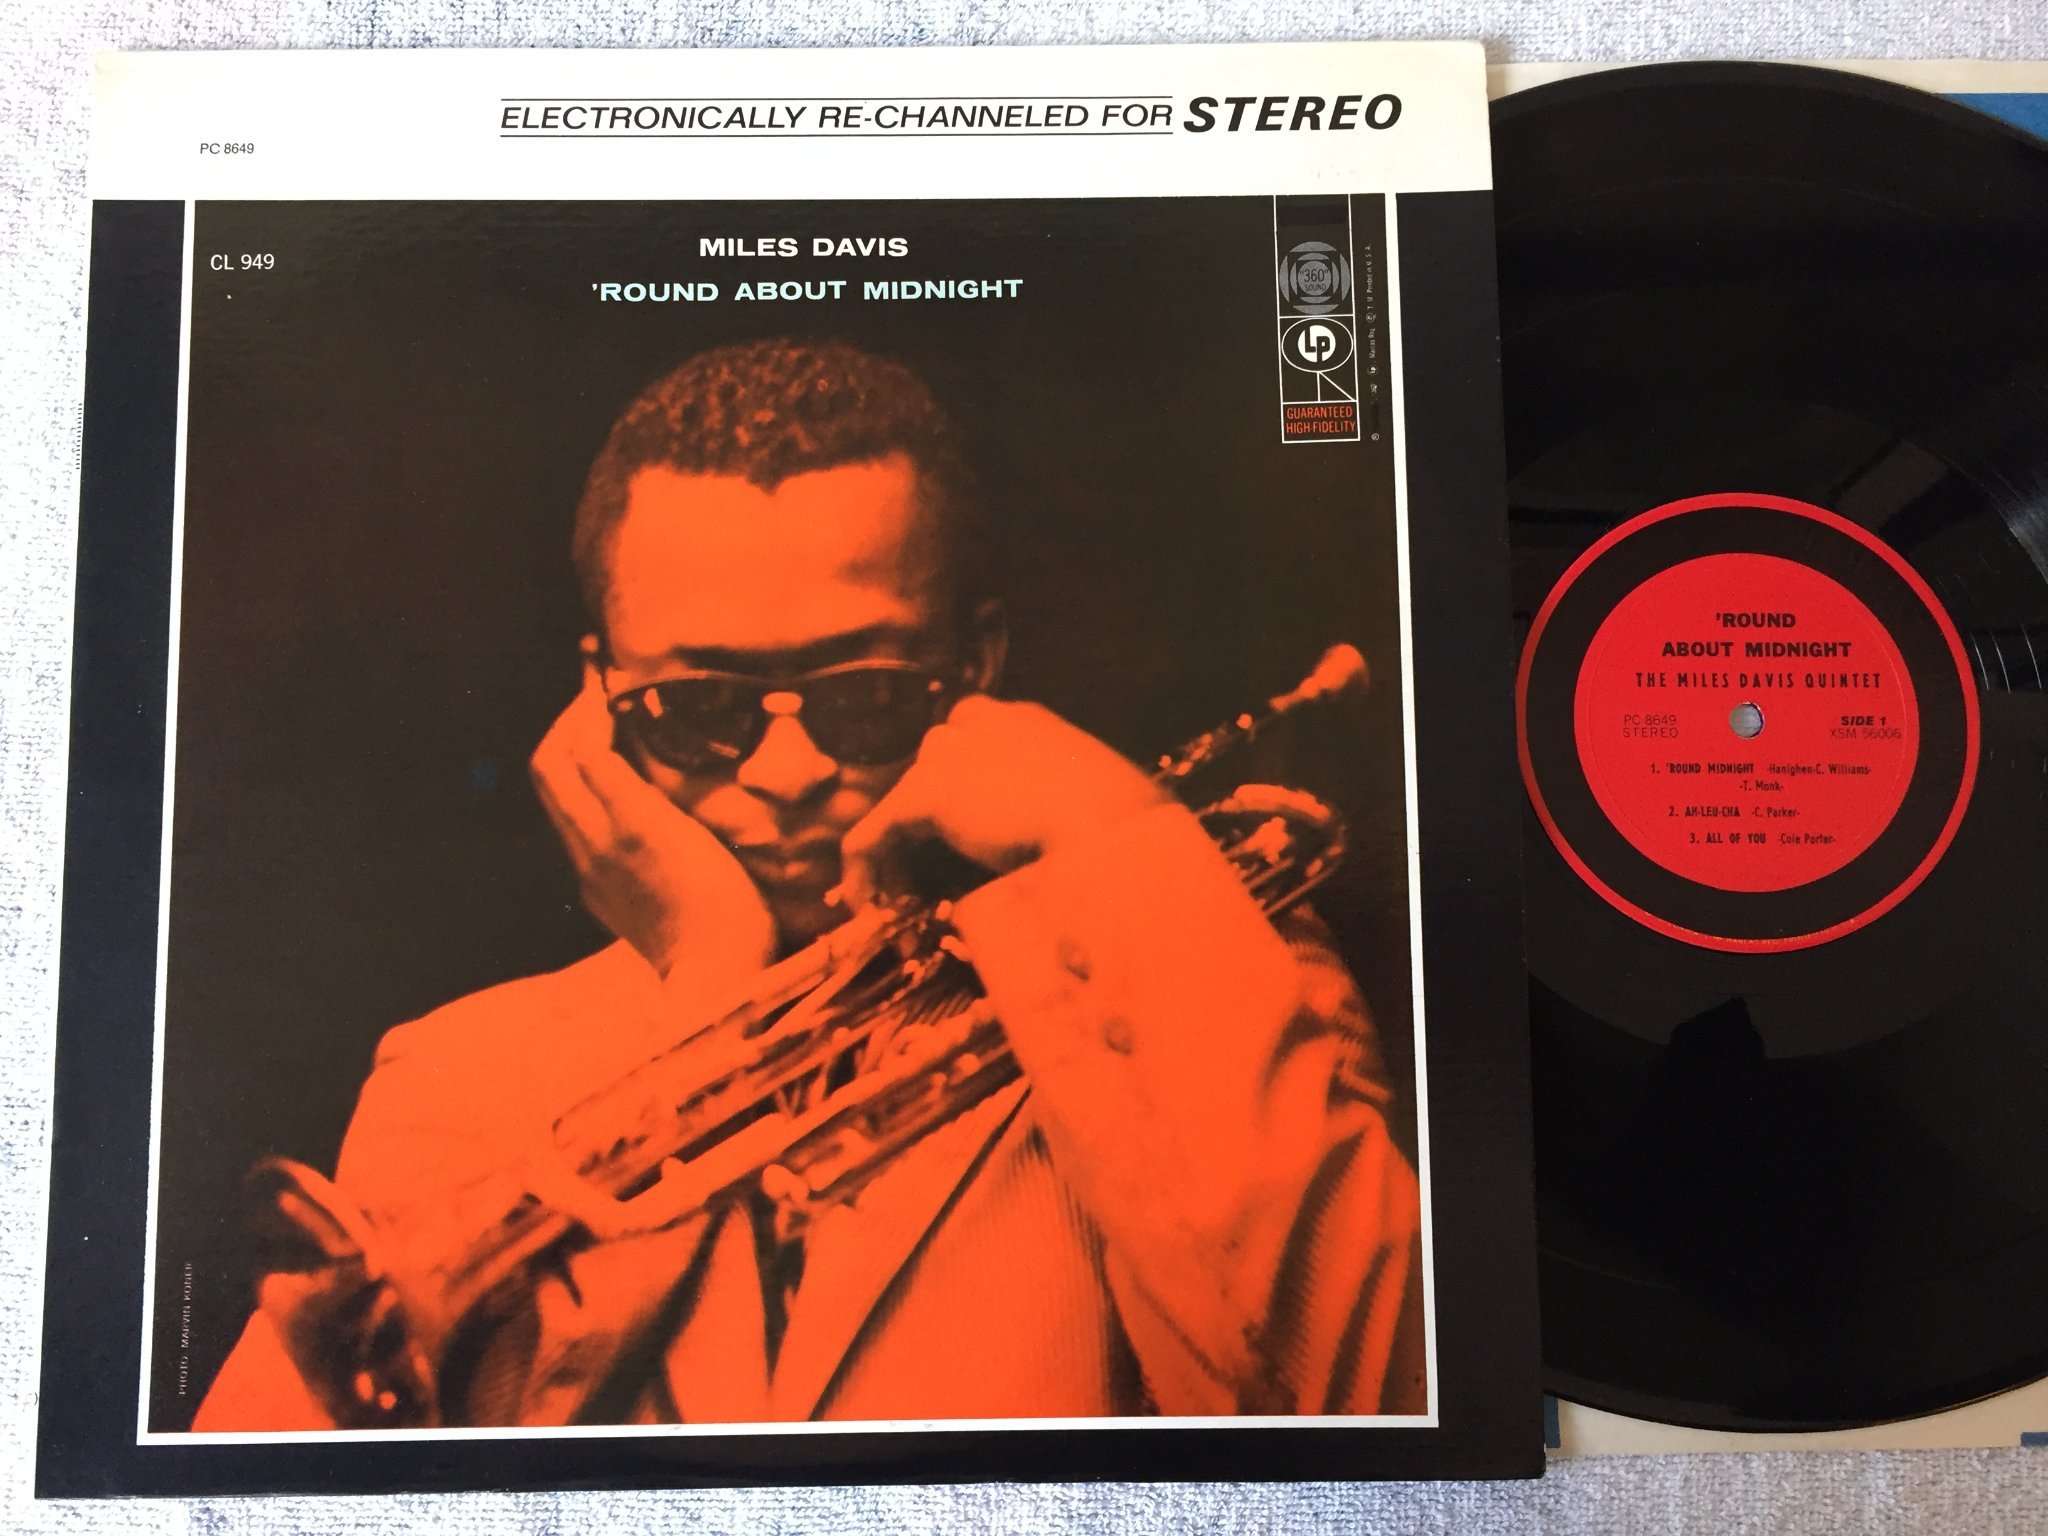 ELECTRONICALLY RE-CHANNELED FOR STEREO
PC 8649
CL 949
MILES DAVIS
'ROUND ABOUT MIDNIGHT
"360"
SOUND
Lp
GUARANTEED
HIGH-FIDELITY
PHOTO: MARVIN KONER
'ROUND
ABOUT MIDNIGHT
THE MILES DAVIS QUINTET
PC 8649
STEREO
SIDE 1
XSM 56006
1. 'ROUND MIDNIGHT -Hanighen-C. Williams-
-T. Monk-
2. AH-LEU-CHA -C. Parker-
3. ALL OF YOU -Cole Porter-